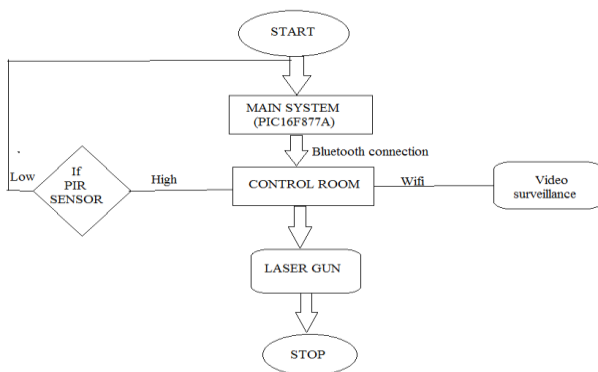 START
MAIN SYSTEM
(PIC16F877A)
Bluetooth connection
If
PIR
SENSOR
Low
High
CONTROL ROOM
Wifi
Video
surveillance
LASER GUN
STOP